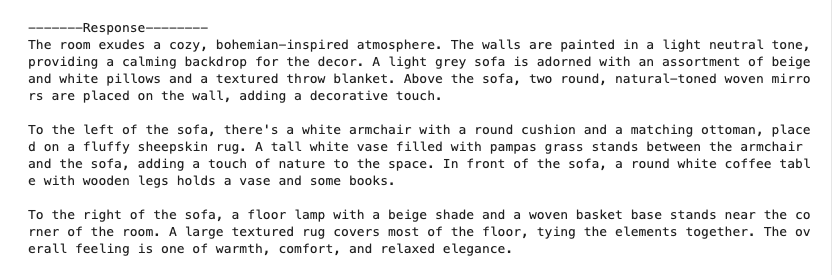 -------Response--------
The room exudes a cozy, bohemian-inspired atmosphere. The walls are painted in a light neutral tone,
providing a calming backdrop for the decor. A light grey sofa is adorned with an assortment of beige
and white pillows and a textured throw blanket. Above the sofa, two round, natural-toned woven mirro
rs are placed on the wall, adding a decorative touch.

To the left of the sofa, there's a white armchair with a round cushion and a matching ottoman, place
d on a fluffy sheepskin rug. A tall white vase filled with pampas grass stands between the armchair
and the sofa, adding a touch of nature to the space. In front of the sofa, a round white coffee tabl
e with wooden legs holds a vase and some books.

To the right of the sofa, a floor lamp with a beige shade and a woven basket base stands near the co
rner of the room. A large textured rug covers most of the floor, tying the elements together. The ov
erall feeling is one of warmth, comfort, and relaxed elegance.